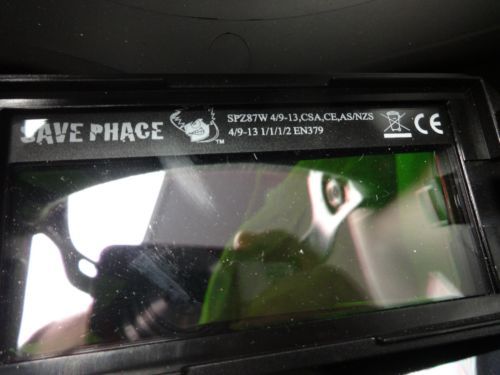 SAVE PHACE
TM
SPZ87W 4/9-13,CSA,CE,AS/NZS
4/9-13 1/1/1/2 EN379
CE